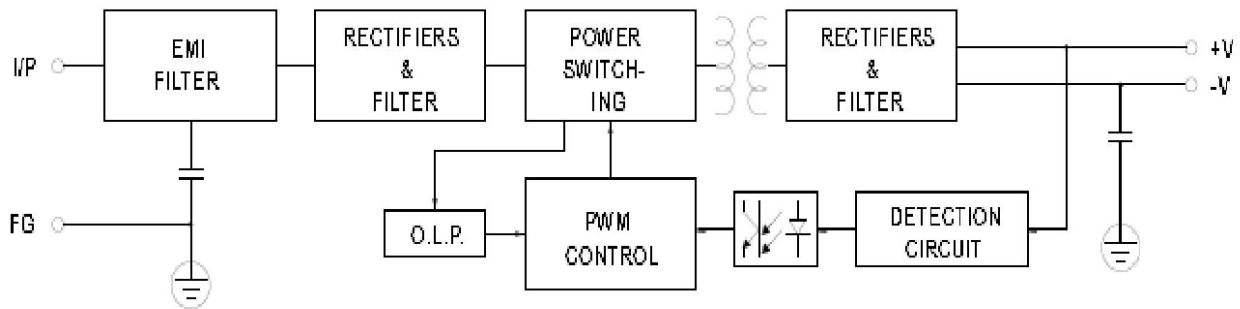 I/P
EMI
FILTER
RECTIFIERS
&
FILTER
POWER
SWITCH-
ING
RECTIFIERS
&
FILTER
+V
-V
FG
O.L.P.
PWM
CONTROL
DETECTION
CIRCUIT